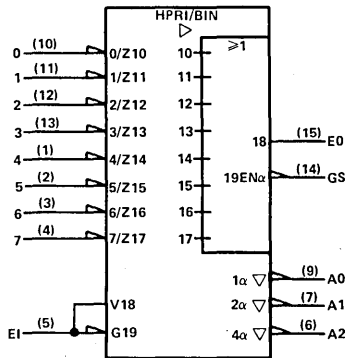 HPRI/BIN
▷
≥1
0 (10) 0/Z10 10
1 (11) 1/Z11 11
2 (12) 2/Z12 12
3 (13) 3/Z13 13 18 (15) E0
4 (1) 4/Z14 14 19ENα (14) GS
5 (2) 5/Z15 15
6 (3) 6/Z16 16
7 (4) 7/Z17 17
1α ▽ (9) A0
V18 2α ▽ (7) A1
EI (5) G19 4α ▽ (6) A2